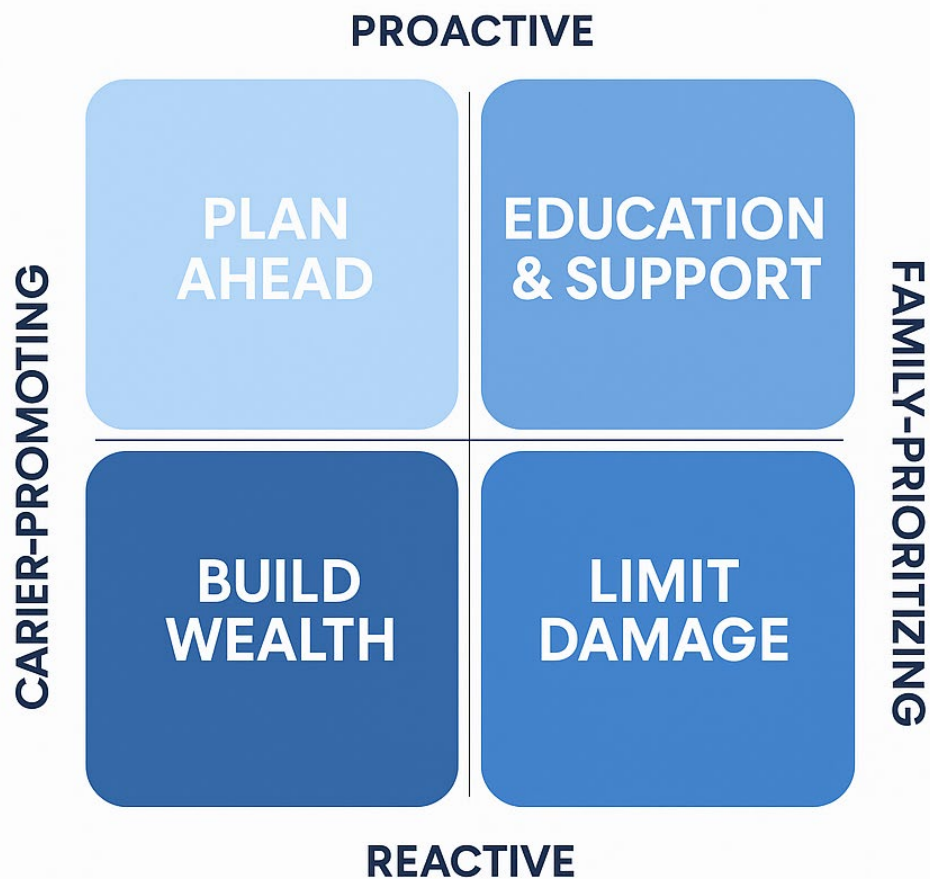 PROACTIVE
PLAN
AHEAD
EDUCATION
& SUPPORT
CARIER-PROMOTING
FAMILY-PRIORITIZING
BUILD
WEALTH
LIMIT
DAMAGE
REACTIVE